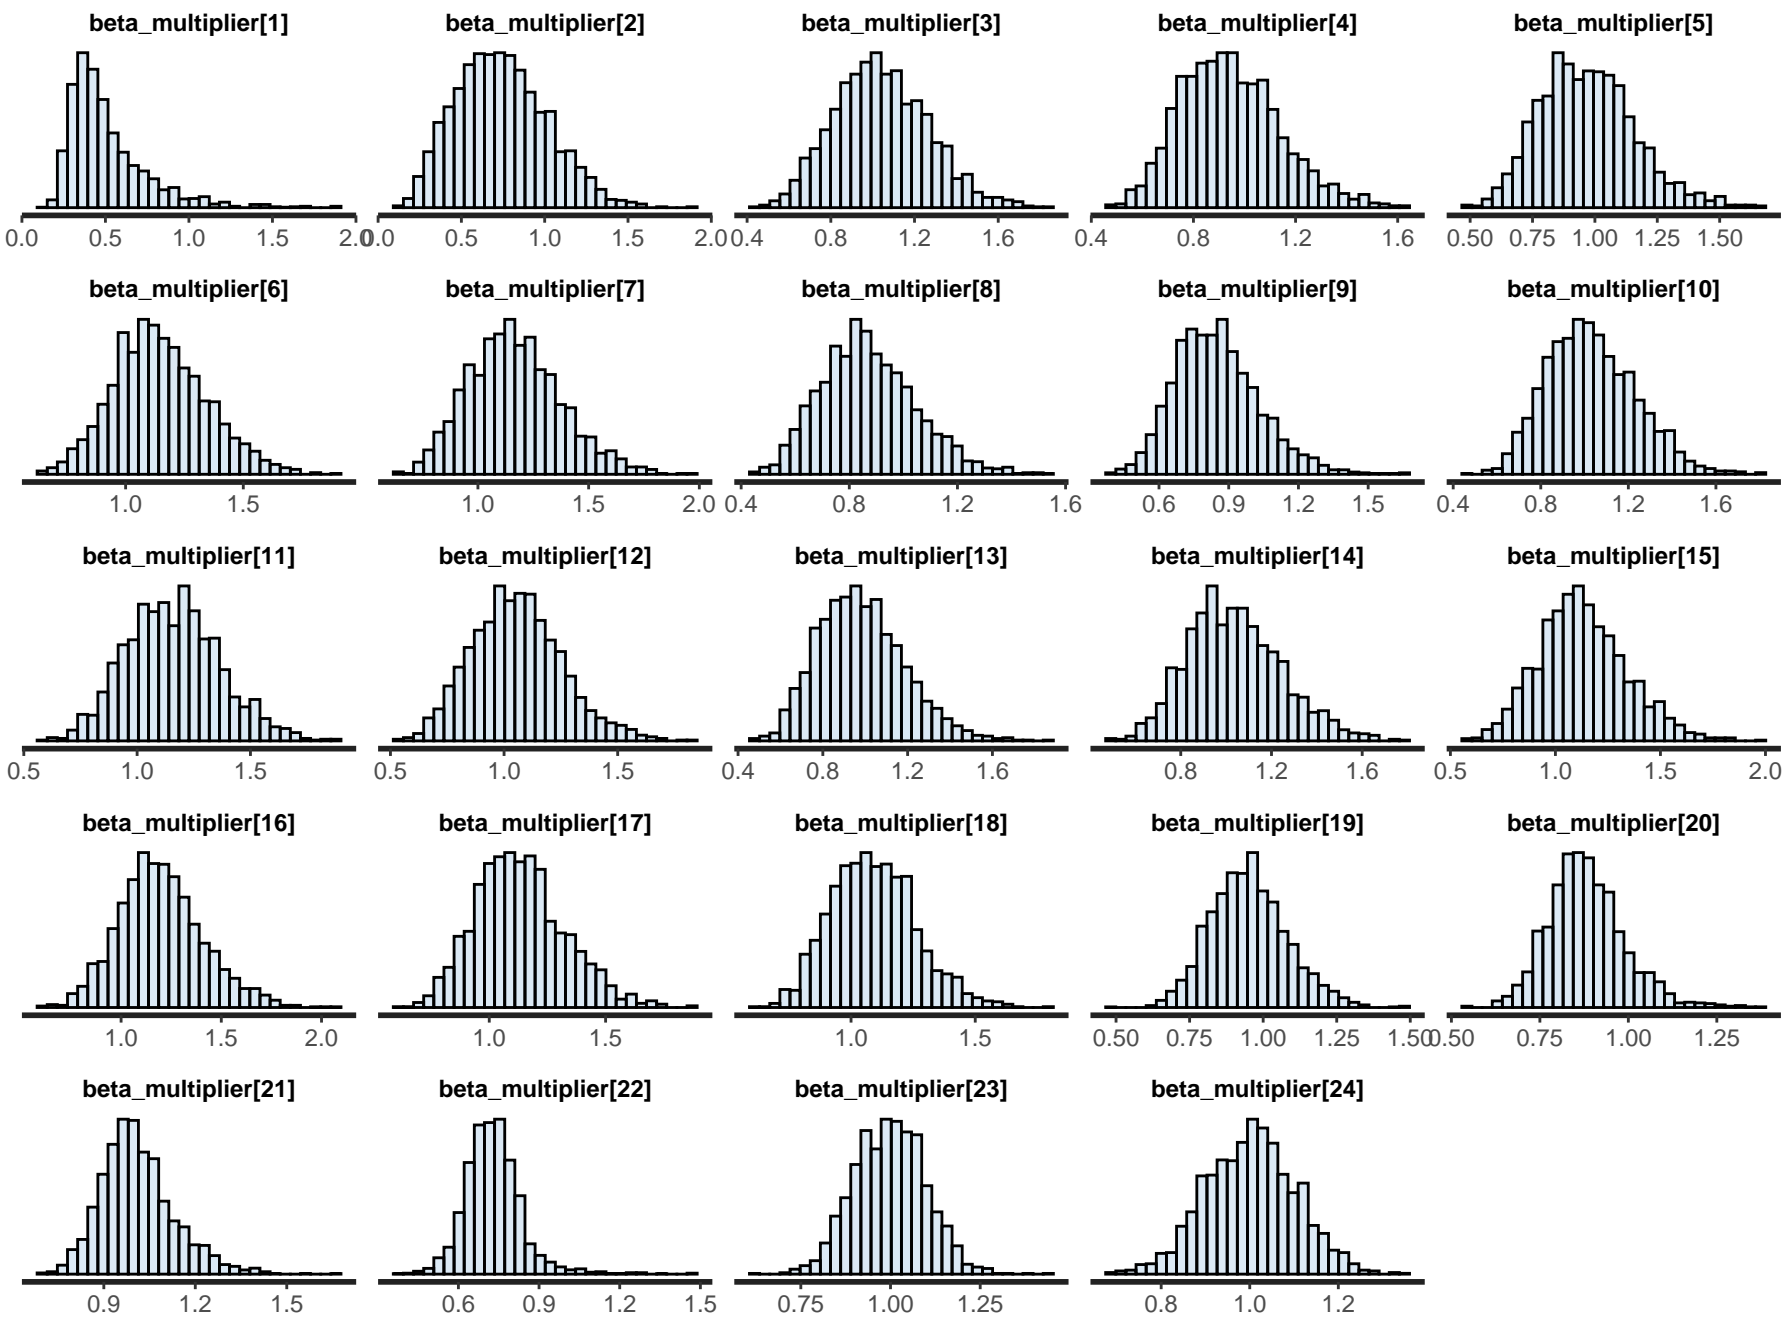 beta_multiplier[1] beta_multiplier[2] beta_multiplier[3] beta_multiplier[4] beta_multiplier[5]
0.0 0.5 1.0 1.5 2.0 0.0 0.5 1.0 1.5 2.0 0.4 0.8 1.2 1.6 0.4 0.8 1.2 1.6 0.50 0.75 1.00 1.25 1.50
beta_multiplier[6] beta_multiplier[7] beta_multiplier[8] beta_multiplier[9] beta_multiplier[10]
1.0 1.5 1.0 1.5 2.0 0.4 0.8 1.2 1.6 0.6 0.9 1.2 1.5 0.4 0.8 1.2 1.6
beta_multiplier[11] beta_multiplier[12] beta_multiplier[13] beta_multiplier[14] beta_multiplier[15]
0.5 1.0 1.5 0.5 1.0 1.5 0.4 0.8 1.2 1.6 0.8 1.2 1.6 0.5 1.0 1.5 2.0
beta_multiplier[16] beta_multiplier[17] beta_multiplier[18] beta_multiplier[19] beta_multiplier[20]
1.0 1.5 2.0 1.0 1.5 1.0 1.5 0.50 0.75 1.00 1.25 1.50 0.50 0.75 1.00 1.25
beta_multiplier[21] beta_multiplier[22] beta_multiplier[23] beta_multiplier[24]
0.9 1.2 1.5 0.6 0.9 1.2 1.5 0.75 1.00 1.25 0.8 1.0 1.2